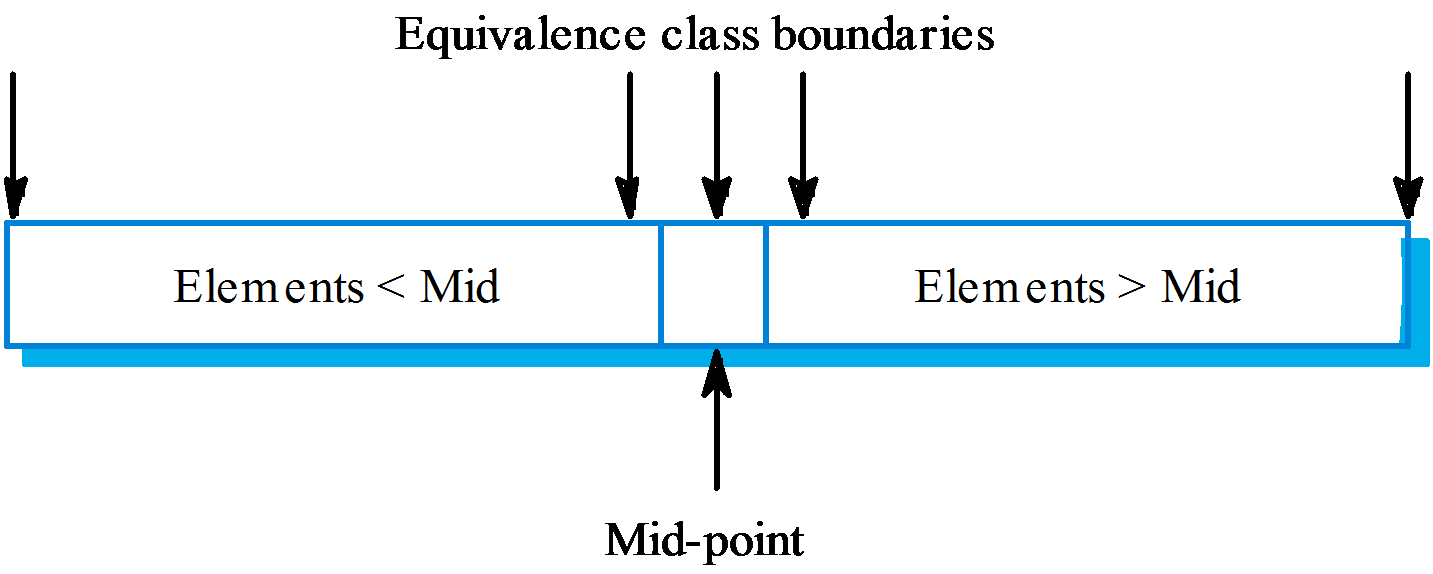 Equivalence class boundaries
Elements < Mid
Elements > Mid
Mid-point